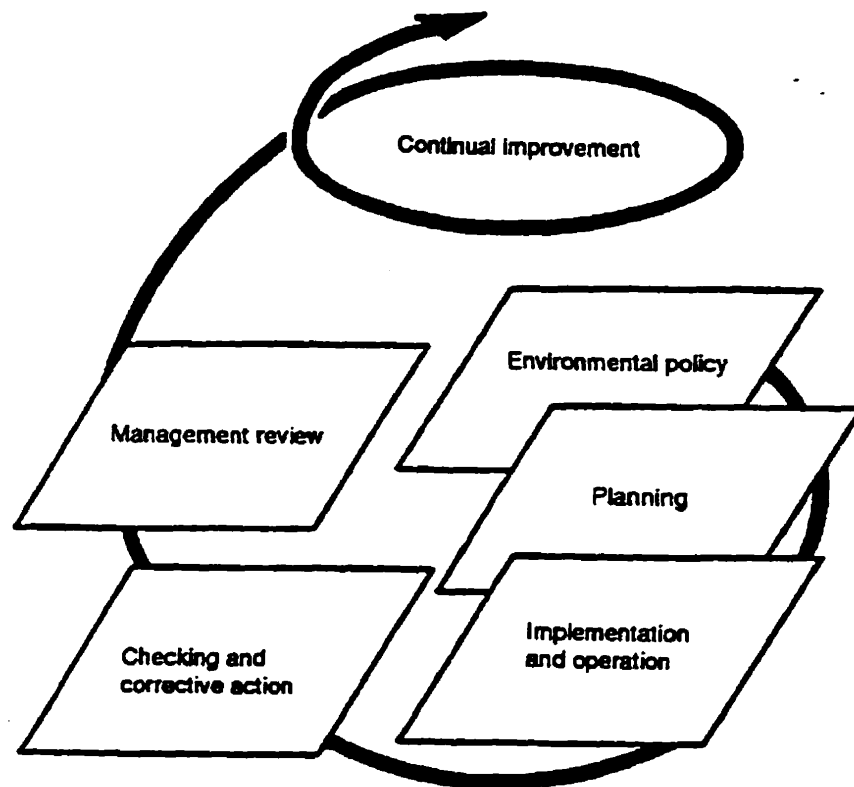 Continual improvement
Environmental policy
Management review
Planning
Implementation
and operation
Checking and
corrective action